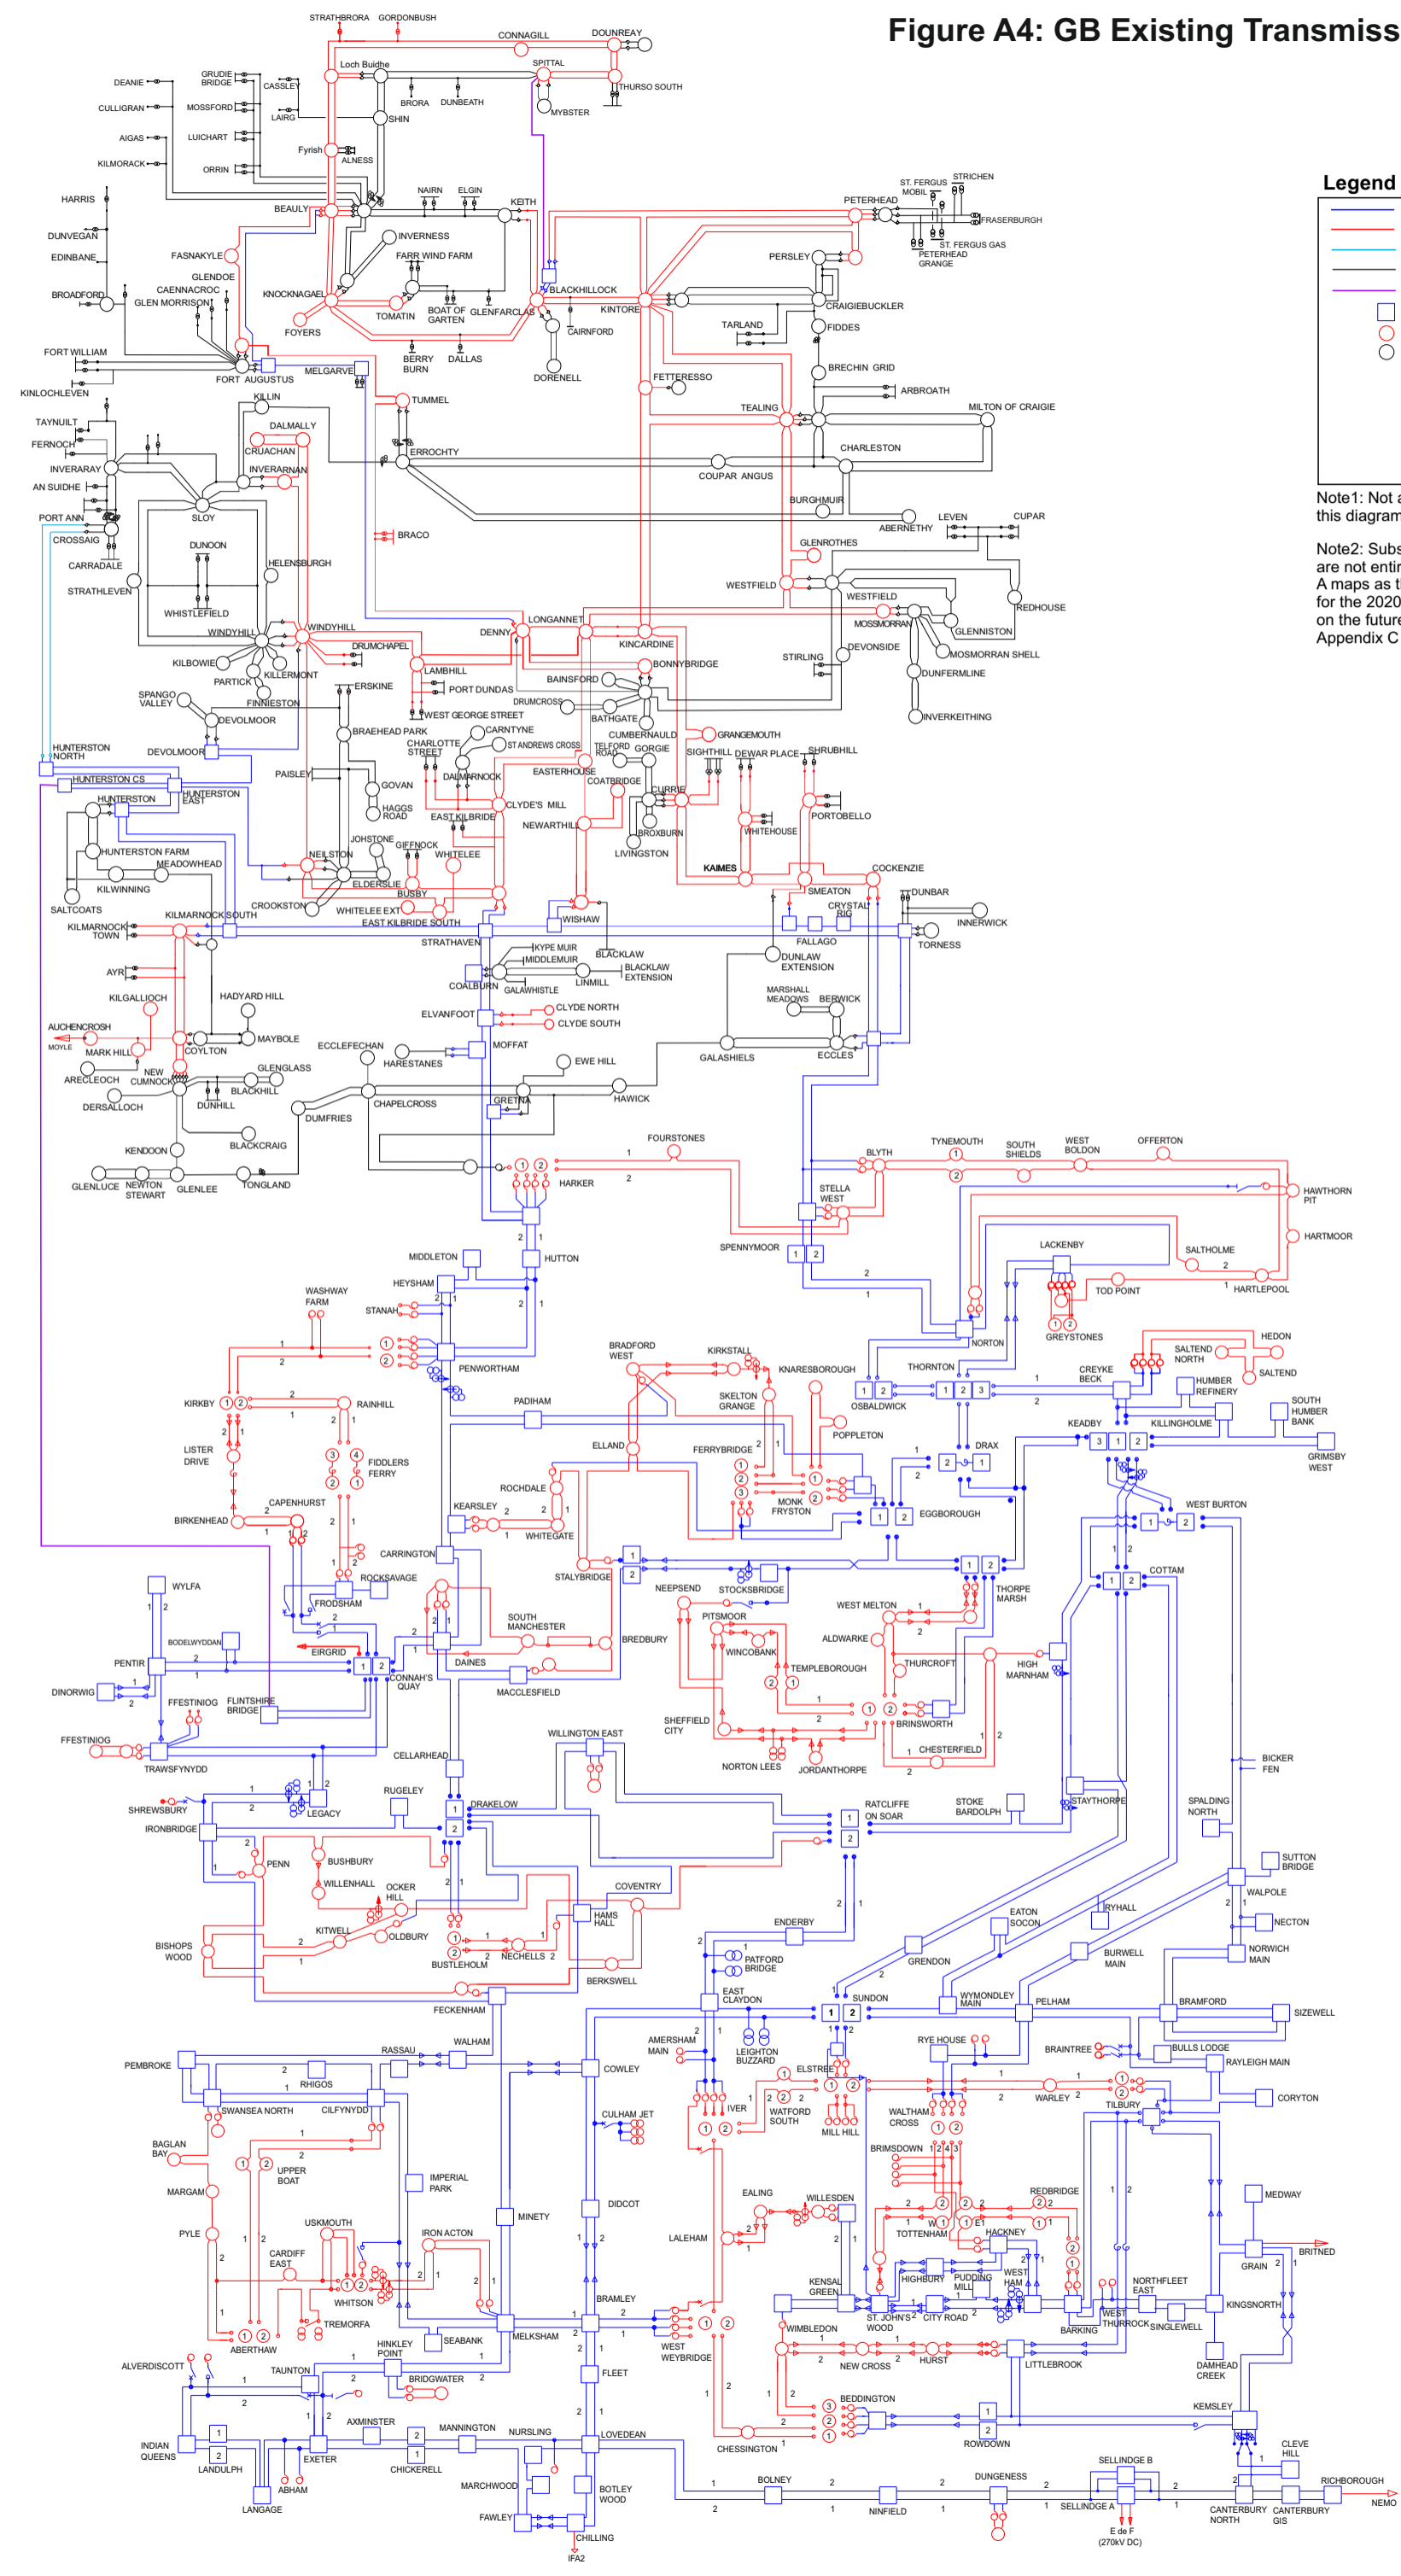 Figure A4: GB Existing Transmiss
STRATHBRORA
GORDONBUSH
CONNAGILL
DOUNREAY
Loch Buidhe
SPITTAL
DEANIE
GRUDIE
BRIDGE
CASSLEY
THURSO SOUTH
BRORA
DUNBEATH
MYBSTER
CULLIGRAN
MOSSFORD
LAIRG
SHIN
AIGAS
LUICHART
Fyrish
ALNESS
KILMORACK
ORRIN
Legend
HARRIS
NAIRN
ELGIN
KEITH
BEAULY
PETERHEAD
ST. FERGUS
MOBIL
STRICHEN
FRASERBURGH
DUNVEGAN
INVERNESS
ST. FERGUS GAS
PETERHEAD
GRANGE
EDINBANE
FASNAKYLE
FARR WIND FARM
PERSLEY
GLENDOE
CAENNACROC
GLEN MORRISON
BROADFORD
KNOCKNAGAEL
TOMATIN
BOAT OF
GARTEN
GLENFARCLAS
BLACKHILLOCK
KINTORE
CRAIGIEBUCKLER
FOYERS
CAIRNFORD
TARLAND
FIDDES
FORT WILLIAM
BERRY
BURN
DALLAS
DORENELL
BRECHIN GRID
KINLOCHLEVEN
FORT AUGUSTUS
MELGARVE
FETTERESSO
ARBROATH
KILLIN
TUMMEL
TEALING
MILTON OF CRAIGIE
TAYNUILT
DALMALLY
FERNOCH
CRUACHAN
ERROCHTY
CHARLESTON
INVERARAY
INVERARNAN
COUPAR ANGUS
AN SUIDHE
SLOY
BURGHMUIR
ABERNETHY
LEVEN
CUPAR
Note1: Not a
this diagram
PORT ANN
CROSSAIG
CARRADALE
BRACO
DUNOON
HELENSBURGH
GLENROTHES
Note2: Subs
are not entir
A maps as th
for the 2020
on the future
Appendix C
STRATHLEVEN
WHISTLEFIELD
WESTFIELD
WESTFIELD
REDHOUSE
MOSSMORRAN
GLENNISTON
WINDYHILL
WINDYHILL
DENNY
LONGANNET
KINCARDINE
DRUMCHAPEL
KILBOWIE
KILLERMONT
PARTICK
FINNIESTON
LAMBHILL
BONNYBRIDGE
STIRLING
DEVONSIDE
MOSMORRAN SHELL
DUNFERMLINE
SPANGO
VALLEY
ERSKINE
PORT DUNDAS
BAINSFORD
DRUMCROSS
BATHGATE
CUMBERNAULD
INVERKEITHING
DEVOLMOOR
WEST GEORGE STREET
BRAEHEAD PARK
CHARLOTTE
STREET
CARNTYNE
ST ANDREWS CROSS
TELFORD
ROAD
GORGIE
GRANGEMOUTH
SIGHTHILL
DEWAR PLACE
SHRUBHILL
HUNTERSTON
NORTH
DEVOLMOOR
DALMARNOCK
EASTERHOUSE
COATBRIDGE
HUNTERSTON CS
PAISLEY
GOVAN
CURRIE
HUNTERSTON
HUNTERSTON
EAST
HAGGS
ROAD
CLYDE'S MILL
EAST KILBRIDE
NEWARTHILL
BROXBURN
LIVINGSTON
PORTOBELLO
WHITEHOUSE
HUNTERSTON FARM
MEADOWHEAD
NEILSTON
JOHSTONE
GIFFNOCK
WHITELEE
KILWINNING
ELDERSLIE
BUSBY
KAIMES
COCKENZIE
SALTCOATS
CROOKSTON
WHITELEE EXT
SMEATON
CRYSTAL
RIG
DUNBAR
INNERWICK
KILMARNOCK SOUTH
EAST KILBRIDE SOUTH
WISHAW
FALLAGO
TORNESS
KILMARNOCK
TOWN
STRATHAVEN
BLACKLAW
AYR
KYPE MUIR
MIDDLEMUIR
COALBURN
GALAWHISTLE
LINMILL
BLACKLAW
EXTENSION
DUNLAW
EXTENSION
KILGALLIOCH
HADYARD HILL
ELVANFOOT
CLYDE NORTH
CLYDE SOUTH
MARSHALL
MEADOWS
BERWICK
AUCHENCROSH
MOYLE
MARK HILL
COYLTON
MAYBOLE
ECCLEFECHAN
HARESTANES
MOFFAT
EWE HILL
GALASHIELS
ECCLES
ARECLEOCH
NEW
CUMNOCK
GLENGLASS
BLACKHILL
DERSALLOCH
DUNHILL
DUMFRIES
CHAPELCROSS
GRETNA
HAWICK
BLACKCRAIG
KENDOON
GLENLUCE
NEWTON
STEWART
GLENLEE
TONGLAND
HARKER
FOURSTONES
BLYTH
TYNEMOUTH
SOUTH
SHIELDS
WEST
BOLDON
OFFERTON
STELLA
WEST
HAWTHORN
PIT
SPENNYMOOR
HARTMOOR
MIDDLETON
HUTTON
LACKENBY
SALTHOLME
HEYSHAM
TOD POINT
HARTLEPOOL
WASHWAY
FARM
STANAH
GREYSTONES
NORTON
PENWORTHAM
BRADFORD
WEST
KIRKSTALL
KNARESBOROUGH
THORNTON
CREYKE
BECK
SALTEND
NORTH
HEDON
SALTEND
KIRKBY
RAINHILL
PADIHAM
SKELTON
GRANGE
POPPLETON
OSBALDWICK
HUMBER
REFINERY
SOUTH
HUMBER
BANK
KEADBY
KILLINGHOLME
GRIMSBY
WEST
LISTER
DRIVE
FIDDLERS
FERRY
ELLAND
FERRYBRIDGE
DRAX
ROCHDALE
MONK
FRYSTON
EGGBOROUGH
WEST BURTON
CAPENHURST
BIRKENHEAD
KEARSLEY
WHITEGATE
CARRINGTON
STALYBRIDGE
STOCKSBRIDGE
THORPE
MARSH
COTTAM
WYLFA
FRODSHAM
ROCKSAVAGE
NEEPSEND
PITSMOOR
WEST MELTON
SOUTH
MANCHESTER
WINCOBANK
ALDWARKE
BODELWYDDAN
EIRGRID
BREDBURY
THURCROFT
HIGH
MARNHAM
PENTIR
DAINES
TEMPLEBOROUGH
DINORWIG
FFESTINIOG
CONNAH'S
QUAY
MACCLESFIELD
FLINTSHIRE
BRIDGE
SHEFFIELD
CITY
BRINSWORTH
FFESTINIOG
TRAWSFYNYDD
WILLINGTON EAST
NORTON LEES
JORDANTHORPE
CHESTERFIELD
CELLARHEAD
BICKER
FEN
SHREWSBURY
LEGACY
RUGELEY
DRAKELOW
RATCLIFFE
ON SOAR
STOKE
BARDOLPH
STAYTHORPE
SPALDING
NORTH
IRONBRIDGE
PENN
BUSHBURY
WILLENHALL
SUTTON
BRIDGE
OCKER
HILL
COVENTRY
WALPOLE
KITWELL
OLDBURY
HAMS
HALL
ENDERBY
EATON
SOCON
RYHALL
NECTON
BISHOPS
WOOD
BUSTLEHOLM
NECHELLS
BERKSWELL
PATFORD
BRIDGE
GRENDON
BURWELL
MAIN
NORWICH
MAIN
FECKENHAM
EAST
CLAYDON
SUNDON
WYMONDLEY
MAIN
PELHAM
BRAMFORD
SIZEWELL
PEMBROKE
RASSAU
WALHAM
COWLEY
AMERSHAM
MAIN
LEIGHTON
BUZZARD
RYE HOUSE
BRAINTREE
BULLS LODGE
RAYLEIGH MAIN
RHIGOS
ELSTREE
SWANSEA NORTH
CILFYNYDD
CULHAM JET
IVER
WATFORD
SOUTH
MILL HILL
WALTHAM
CROSS
WARLEY
TILBURY
CORYTON
BAGLAN
BAY
UPPER
BOAT
IMPERIAL
PARK
BRIMSDOWN
MARGAM
DIDCOT
EALING
WILLESDEN
REDBRIDGE
MEDWAY
PYLE
USKMOUTH
IRON ACTON
MINETY
LALEHAM
TOTTENHAM
HACKNEY
CARDIFF
EAST
WHITSON
HIGHBURY
GRAIN
BRITNED
BRAMLEY
KENSAL
GREEN
PUDDING
MILL
WEST
HAM
NORTHFLEET
EAST
TREMORFA
ABERTHAW
SEABANK
MELKSHAM
WEST
WEYBRIDGE
WIMBLEDON
ST. JOHN'S
WOOD
CITY ROAD
BARKING
WEST
THURROCK
SINGLEWELL
KINGSNORTH
ALVERDISCOTT
TAUNTON
HINKLEY
POINT
BRIDGWATER
FLEET
NEW CROSS
HURST
LITTLEBROOK
DAMHEAD
CREEK
BEDDINGTON
KEMSLEY
INDIAN
QUEENS
LANDULPH
EXETER
AXMINSTER
CHICKERELL
MANNINGTON
NURSLING
LOVEDEAN
CHESSINGTON
ROWDOWN
CLEVE
HILL
LANGAGE
ABHAM
MARCHWOOD
BOTLEY
WOOD
BOLNEY
NINFIELD
DUNGENESS
SELLINDGE B
SELLINDGE A
RICHBOROUGH
NEMO
FAWLEY
CHILLING
IFA2
E de F
(270kV DC)
CANTERBURY
NORTH
CANTERBURY
GIS